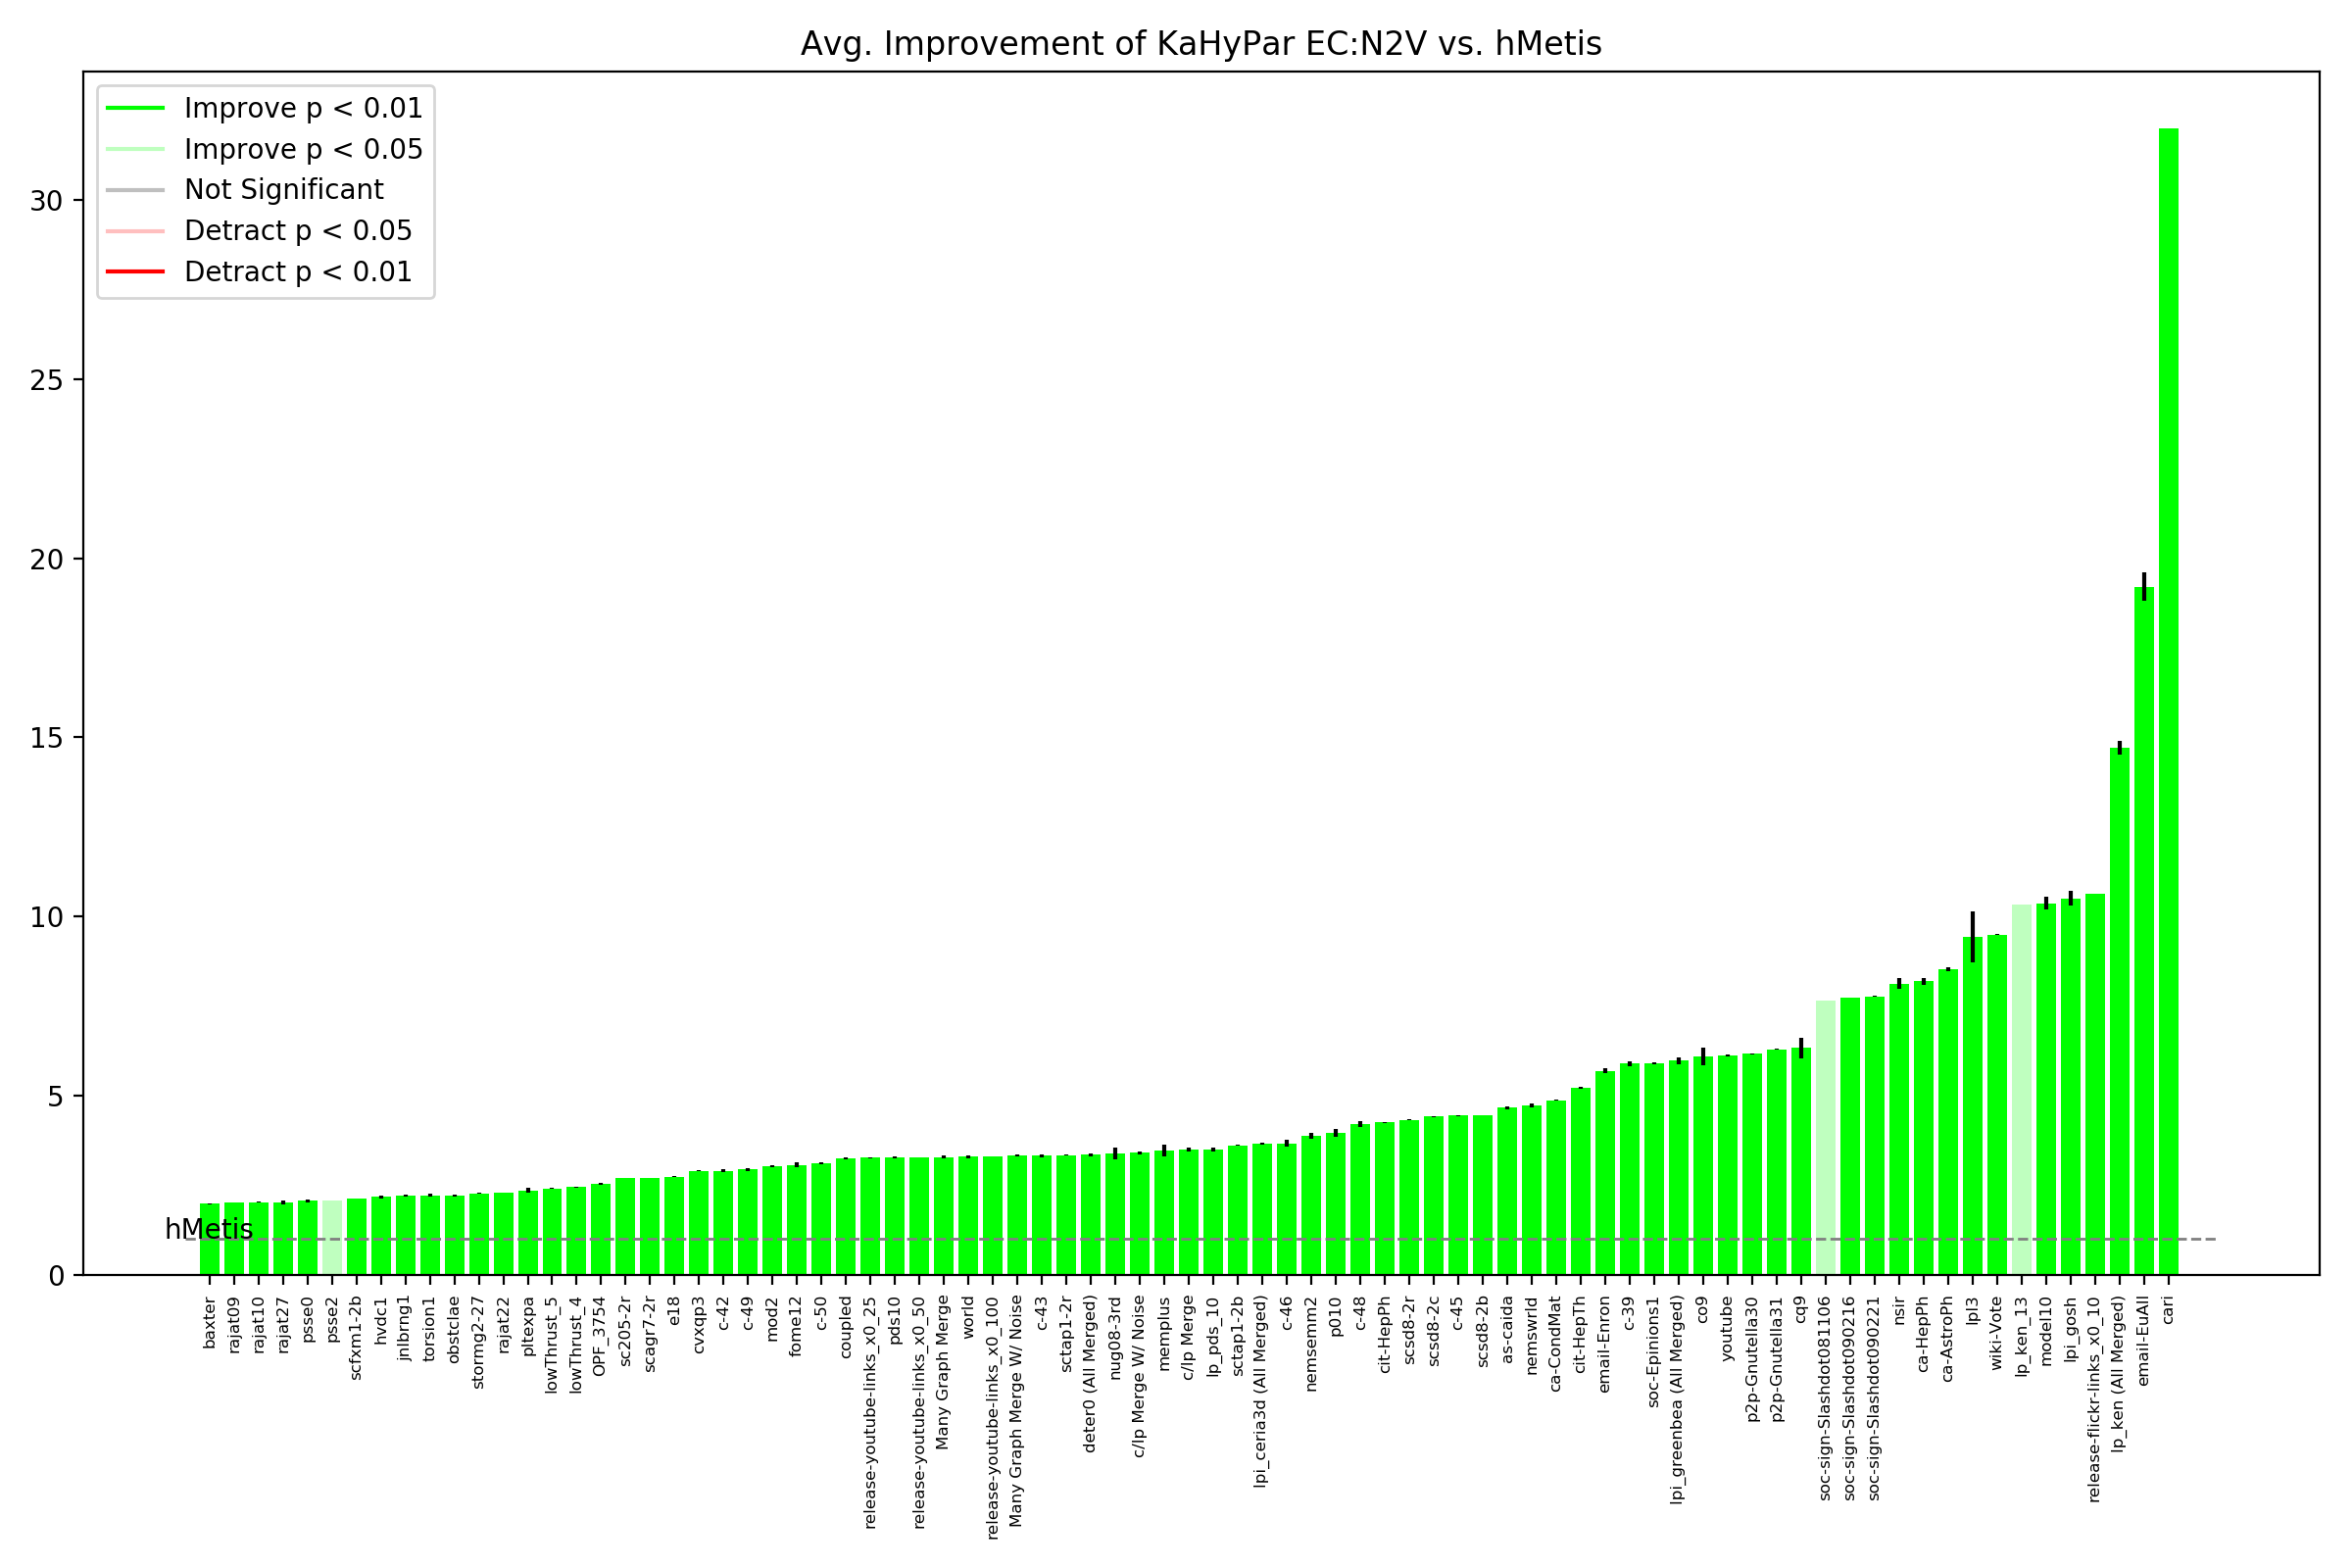 Avg. Improvement of KaHyPar EC:N2V vs. hMetis
Improve p < 0.01
Improve p < 0.05
Not Significant
Detract p < 0.05
Detract p < 0.01
30
25
20
15
10
5
0
hMetis
baxter
rajat09
rajat10
rajat27
psse0
psse2
scfxm1-2b
hvdc1
jnlbrng1
torsion1
obstclae
stormg2-27
rajat22
pltexpa
lowThrust_5
lowThrust_4
OPF_3754
sc205-2r
scagr7-2r
e18
cvxqp3
c-42
c-49
mod2
fome12
c-50
coupled
release-youtube-links_x0_25
pds10
release-youtube-links_x0_50
Many Graph Merge
world
release-youtube-links_x0_100
Many Graph Merge W/ Noise
c-43
sctap1-2r
deter0 (All Merged)
nug08-3rd
c/lp Merge W/ Noise
memplus
c/lp Merge
lp_pds_10
sctap1-2b
lpi_ceria3d (All Merged)
c-46
nemsemm2
p010
c-48
cit-HepPh
scsd8-2r
scsd8-2c
c-45
scsd8-2b
as-caida
nemswrld
ca-CondMat
cit-HepTh
email-Enron
c-39
soc-Epinions1
lpi_greenbea (All Merged)
co9
youtube
p2p-Gnutella30
p2p-Gnutella31
cq9
soc-sign-Slashdot081106
soc-sign-Slashdot090216
soc-sign-Slashdot090221
nsir
ca-HepPh
ca-AstroPh
lpl3
wiki-Vote
lp_ken_13
model10
lpi_gosh
release-flickr-links_x0_10
lp_ken (All Merged)
email-EuAll
cari